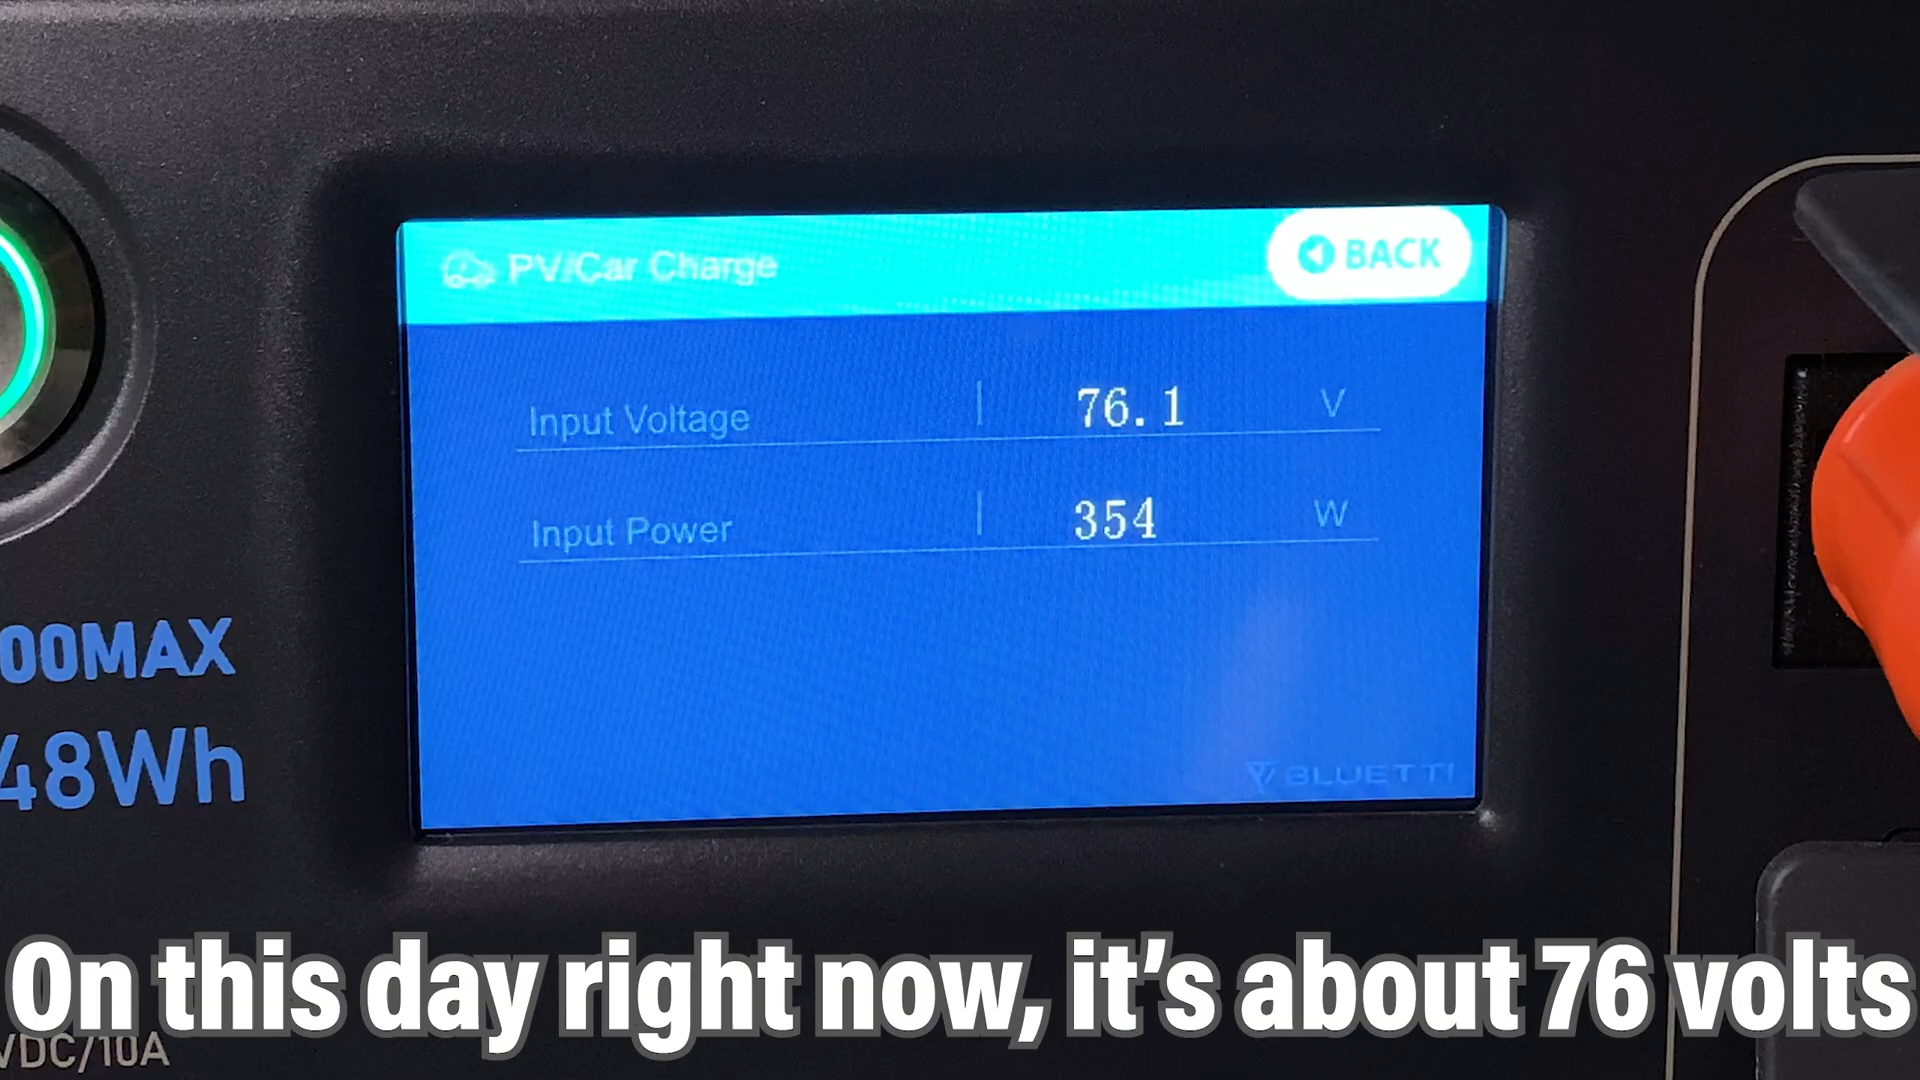 PV/Car Charge
BACK
Input Voltage | 76.1 V
Input Power | 354 W
BLUETTI
00MAX
48Wh
VDC/10A
On this day right now, it's about 76 volts